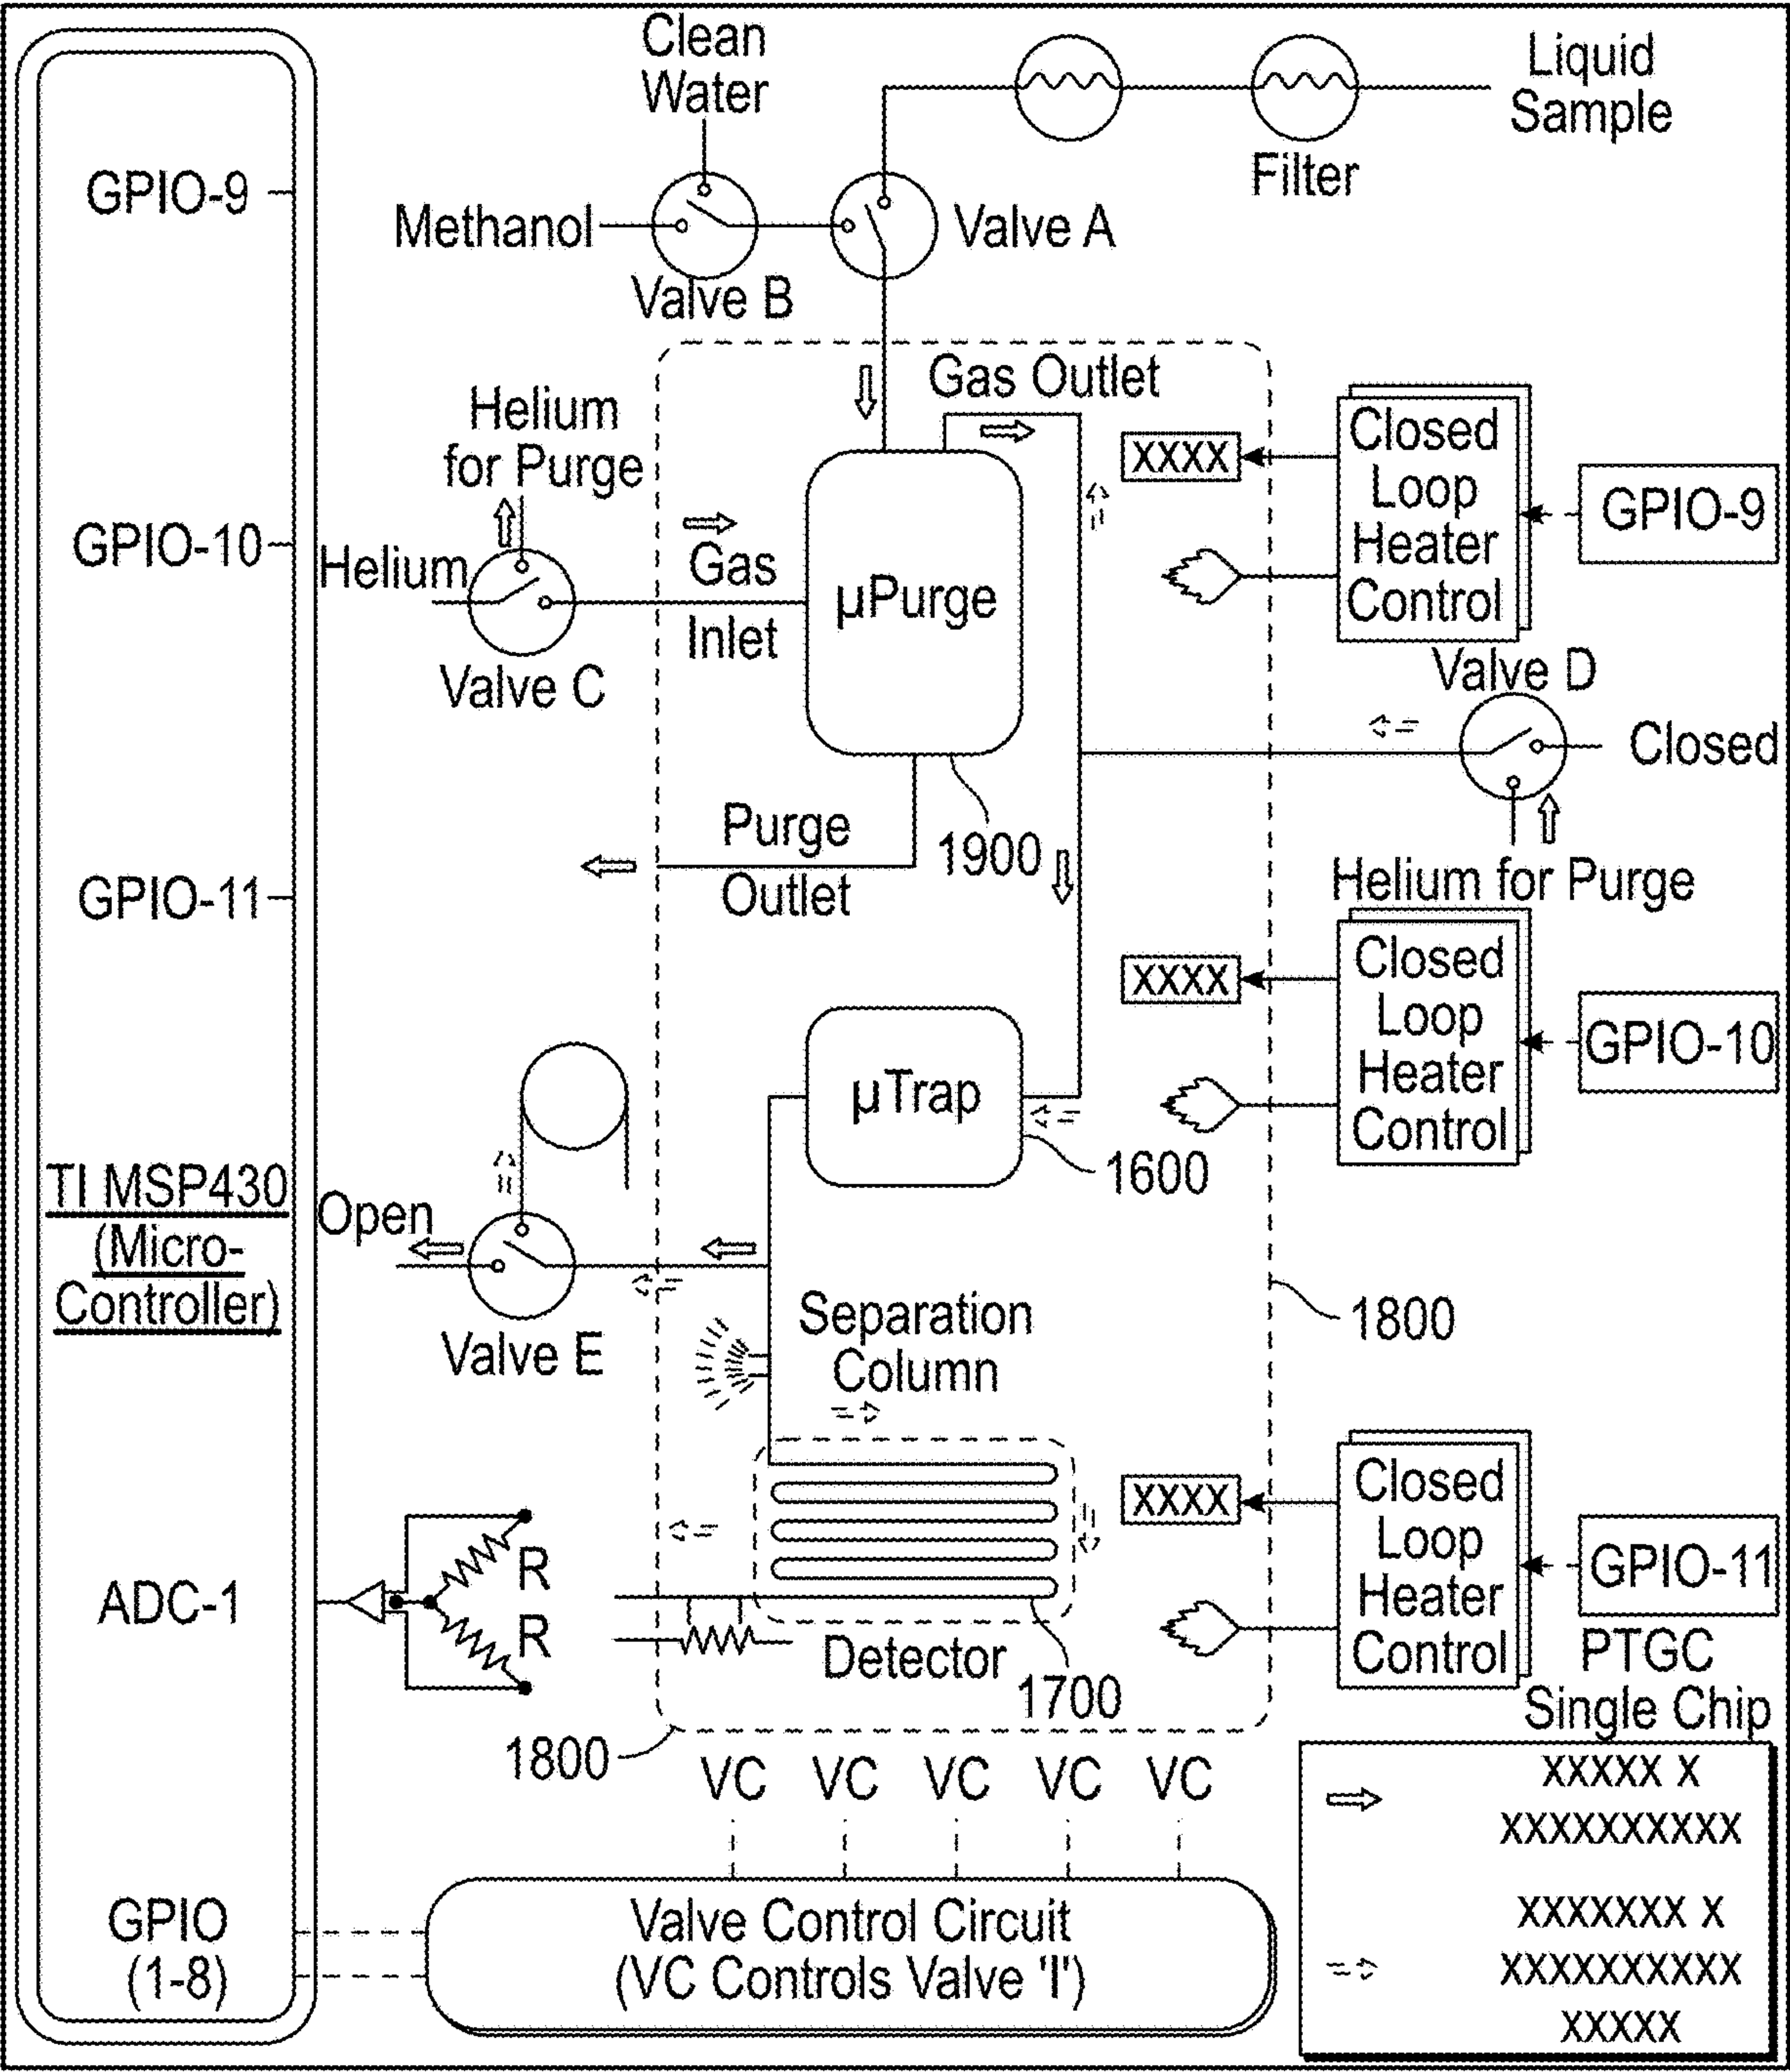 Clean
Water
Liquid
Sample
Filter
GPIO-9
Methanol
Valve A
Valve B
Gas Outlet
Helium
for Purge
XXXX
Closed
Loop
Heater
Control
GPIO-9
GPIO-10
Helium
Gas
Inlet
µPurge
Valve C
Valve D
Closed
Purge
Outlet
1900
Helium for Purge
GPIO-11
XXXX
Closed
Loop
Heater
Control
GPIO-10
µTrap
1600
TI MSP430
(Micro-
Controller)
Open
Valve E
Separation
Column
1800
XXXX
Closed
Loop
Heater
Control
GPIO-11
ADC-1
R
R
Detector
1700
PTGC
Single Chip
1800
VC VC VC VC VC
XXXXX X
XXXXXXXXXX
XXXXXXX X
XXXXXXXXXX
XXXXX
GPIO
(1-8)
Valve Control Circuit
(VC Controls Valve 'I')